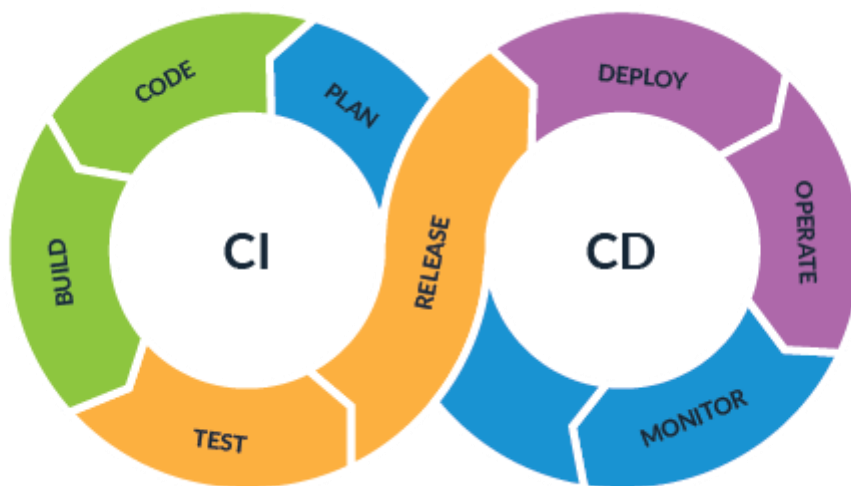 CODE
PLAN
BUILD
CI
TEST
RELEASE
DEPLOY
OPERATE
CD
MONITOR